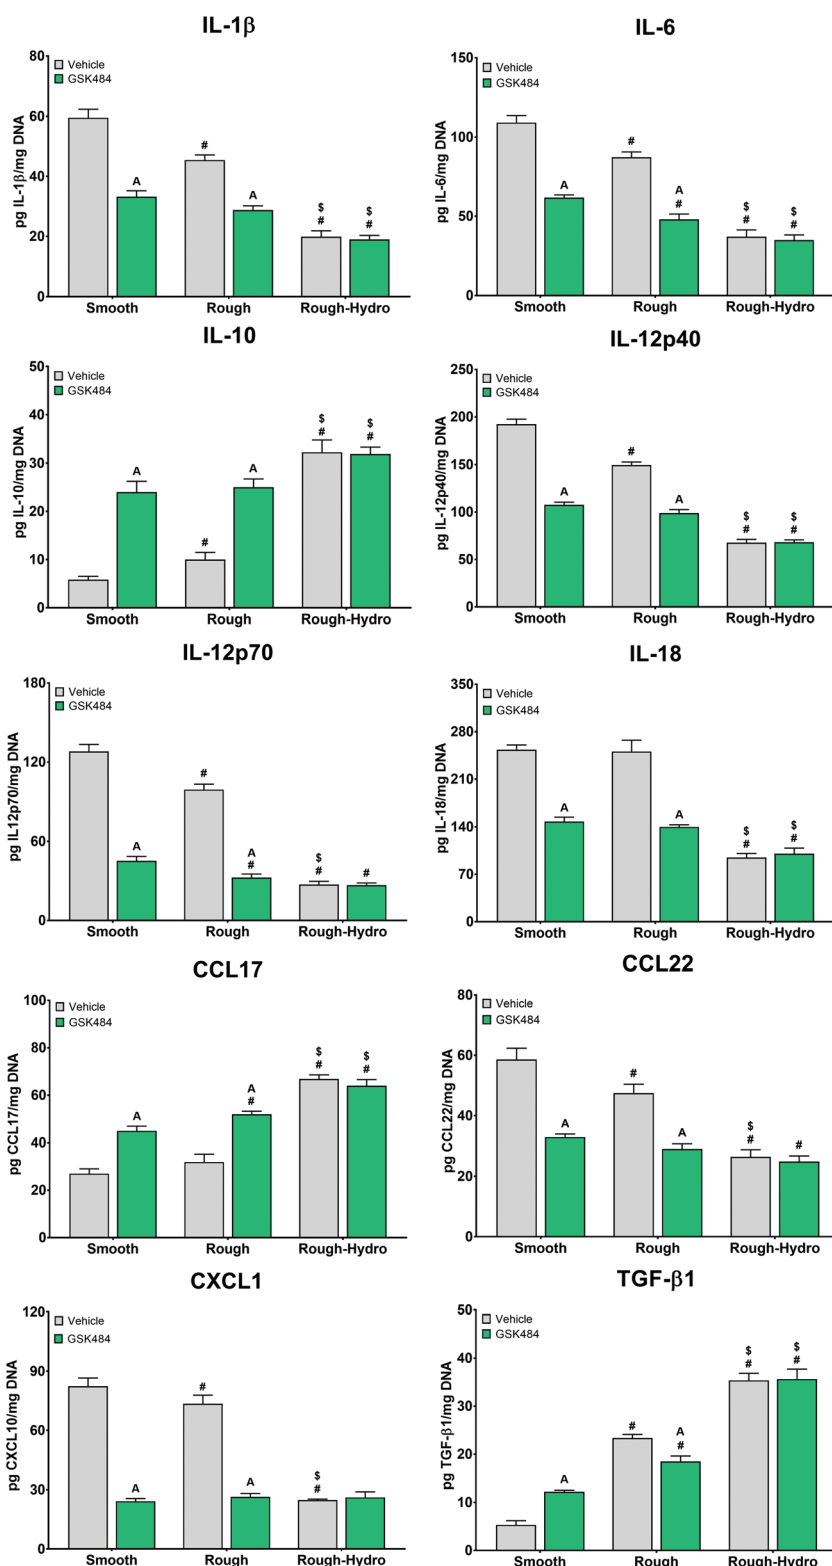 IL-1β
Vehicle
GSK484
pg IL-1β/mg DNA
80
60
40
20
0
A
#
A
$
#
$
#
Smooth Rough Rough-Hydro
IL-6
Vehicle
GSK484
pg IL-6/mg DNA
150
100
50
0
A
#
A
#
$
#
$
#
Smooth Rough Rough-Hydro
IL-10
Vehicle
GSK484
pg IL-10/mg DNA
50
40
30
20
10
0
A
#
A
$
#
$
#
Smooth Rough Rough-Hydro
IL-12p40
Vehicle
GSK484
pg IL-12p40/mg DNA
250
200
150
100
50
0
A
#
A
$
#
$
#
Smooth Rough Rough-Hydro
IL-12p70
Vehicle
GSK484
pg IL12p70/mg DNA
180
120
60
0
A
#
A
#
$
#
#
Smooth Rough Rough-Hydro
IL-18
Vehicle
GSK484
pg IL-18/mg DNA
350
280
210
140
70
0
A
A
$
#
$
#
Smooth Rough Rough-Hydro
CCL17
Vehicle
GSK484
pg CCL17/mg DNA
100
80
60
40
20
0
A
A
#
$
#
$
#
Smooth Rough Rough-Hydro
CCL22
Vehicle
GSK484
pg CCL22/mg DNA
80
60
40
20
0
A
#
A
$
#
#
Smooth Rough Rough-Hydro
CXCL1
Vehicle
GSK484
pg CXCL10/mg DNA
120
90
60
30
0
A
#
A
$
#
Smooth Rough Rough-Hydro
TGF-β1
Vehicle
GSK484
pg TGF-β1/mg DNA
50
40
30
20
10
0
A
#
A
#
$
#
$
#
Smooth Rough Rough-Hydro